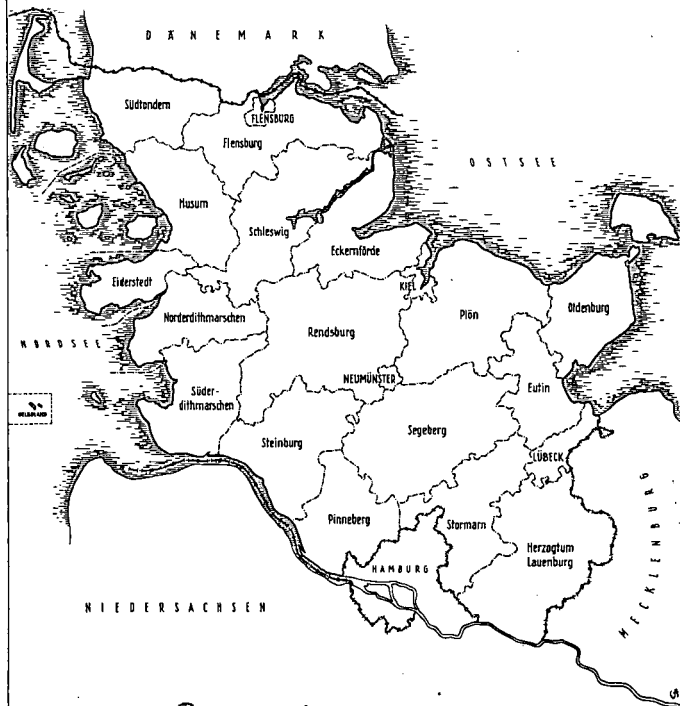 DÄNEMARK
Südtondern
FLENSBURG
Flensburg
OSTSEE
Husum
Schleswig
Eckernförde
Eiderstedt
KIEL
Norderdithmarschen
Plön
Oldenburg
Rendsburg
NORDSEE
NEUMÜNSTER
Eutin
Süder-
dithmarschen
HELGOLAND
Steinburg
Segeberg
LÜBECK
Pinneberg
Stormarn
Herzogtum
Lauenburg
HAMBURG
MECKLENBURG
NIEDERSACHSEN